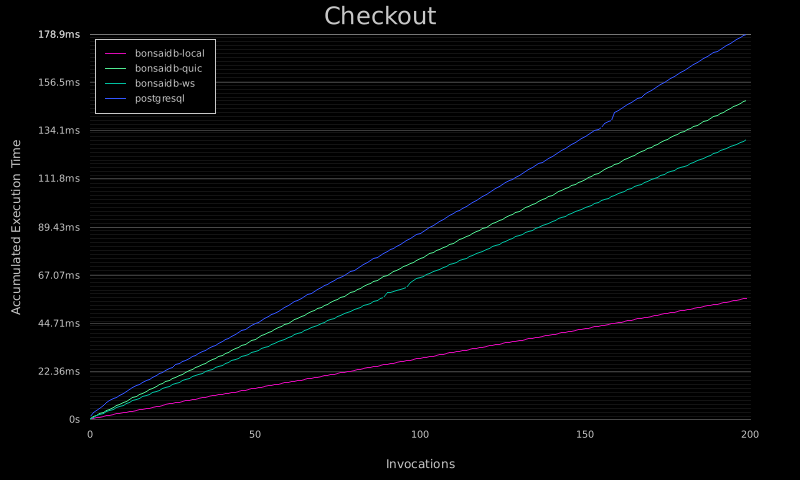 Checkout
178.9ms
156.5ms
134.1ms
111.8ms
89.43ms
67.07ms
44.71ms
22.36ms
0s
bonsaidb-local
bonsaidb-quic
bonsaidb-ws
postgresql
Accumulated Execution Time
0
50
100
150
200
Invocations